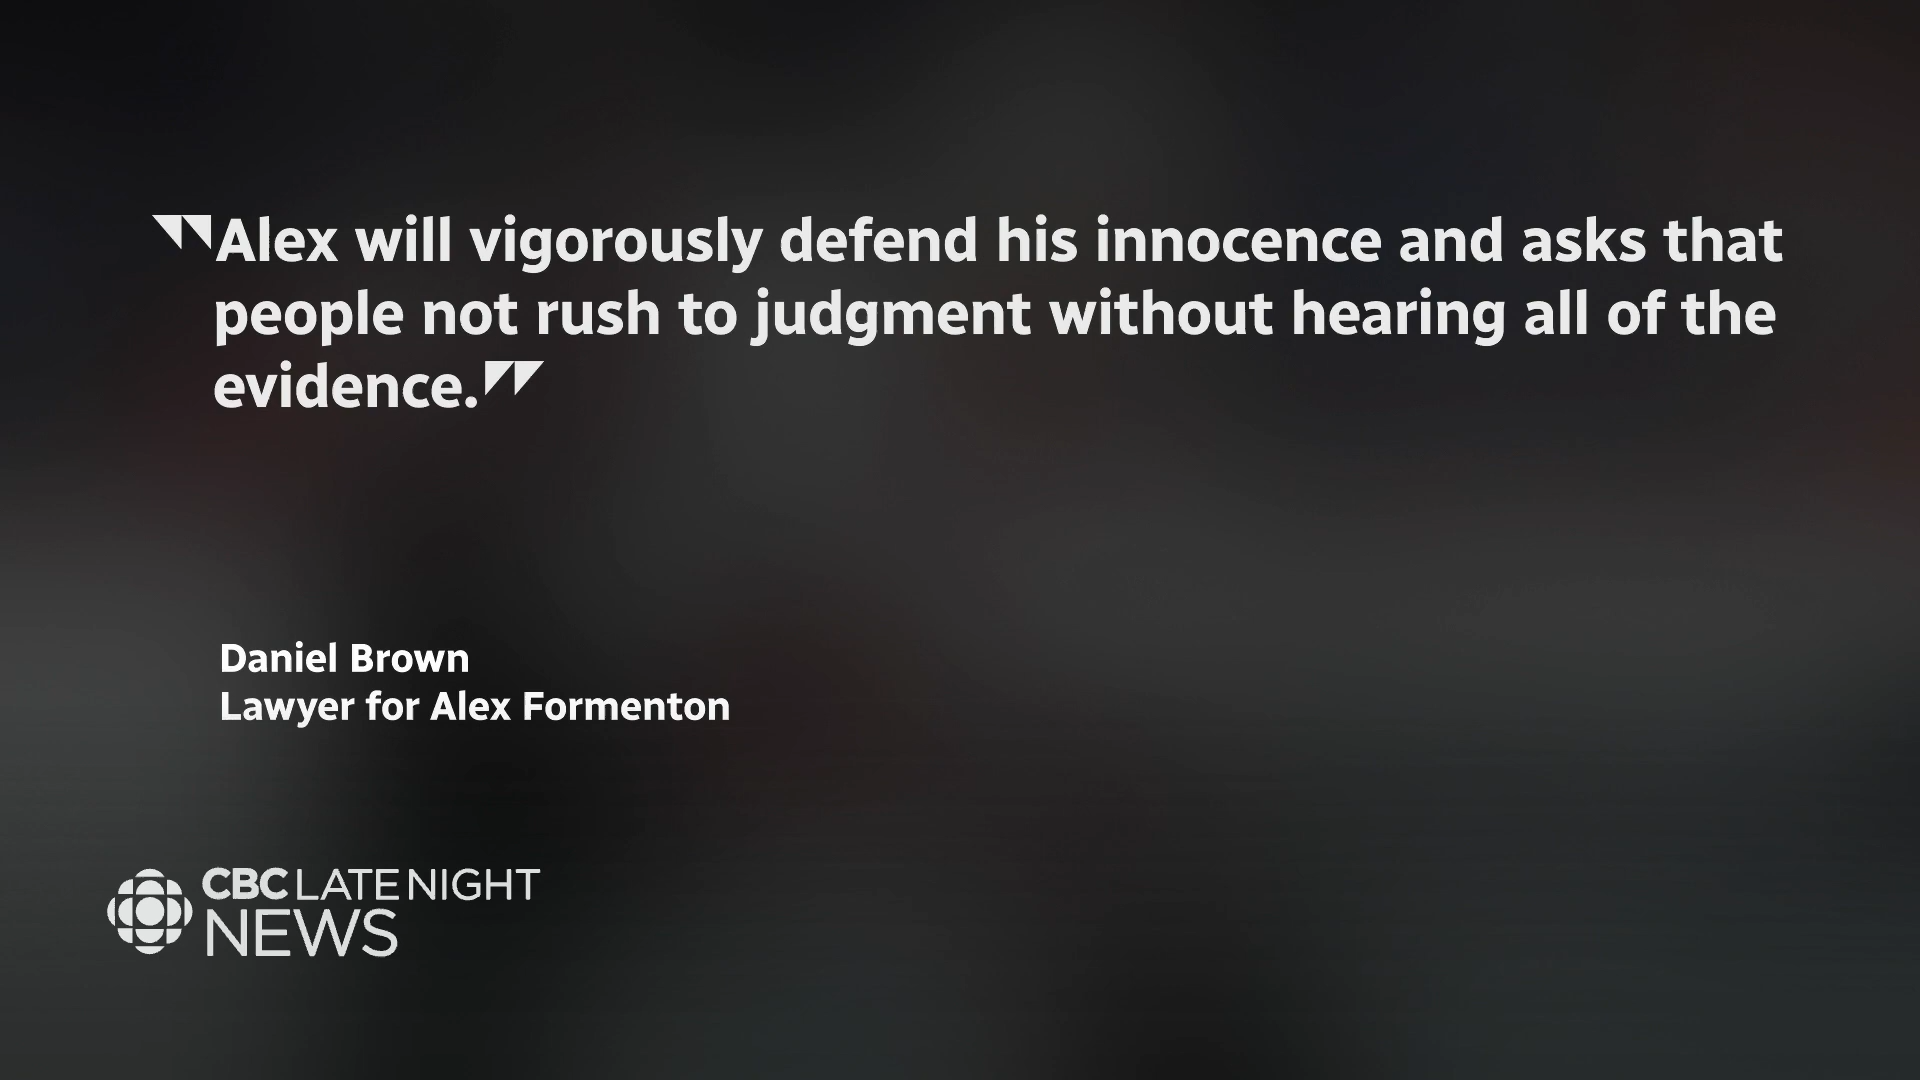 "Alex will vigorously defend his innocence and asks that
people not rush to judgment without hearing all of the
evidence."
Daniel Brown
Lawyer for Alex Formenton
CBC LATE NIGHT
NEWS